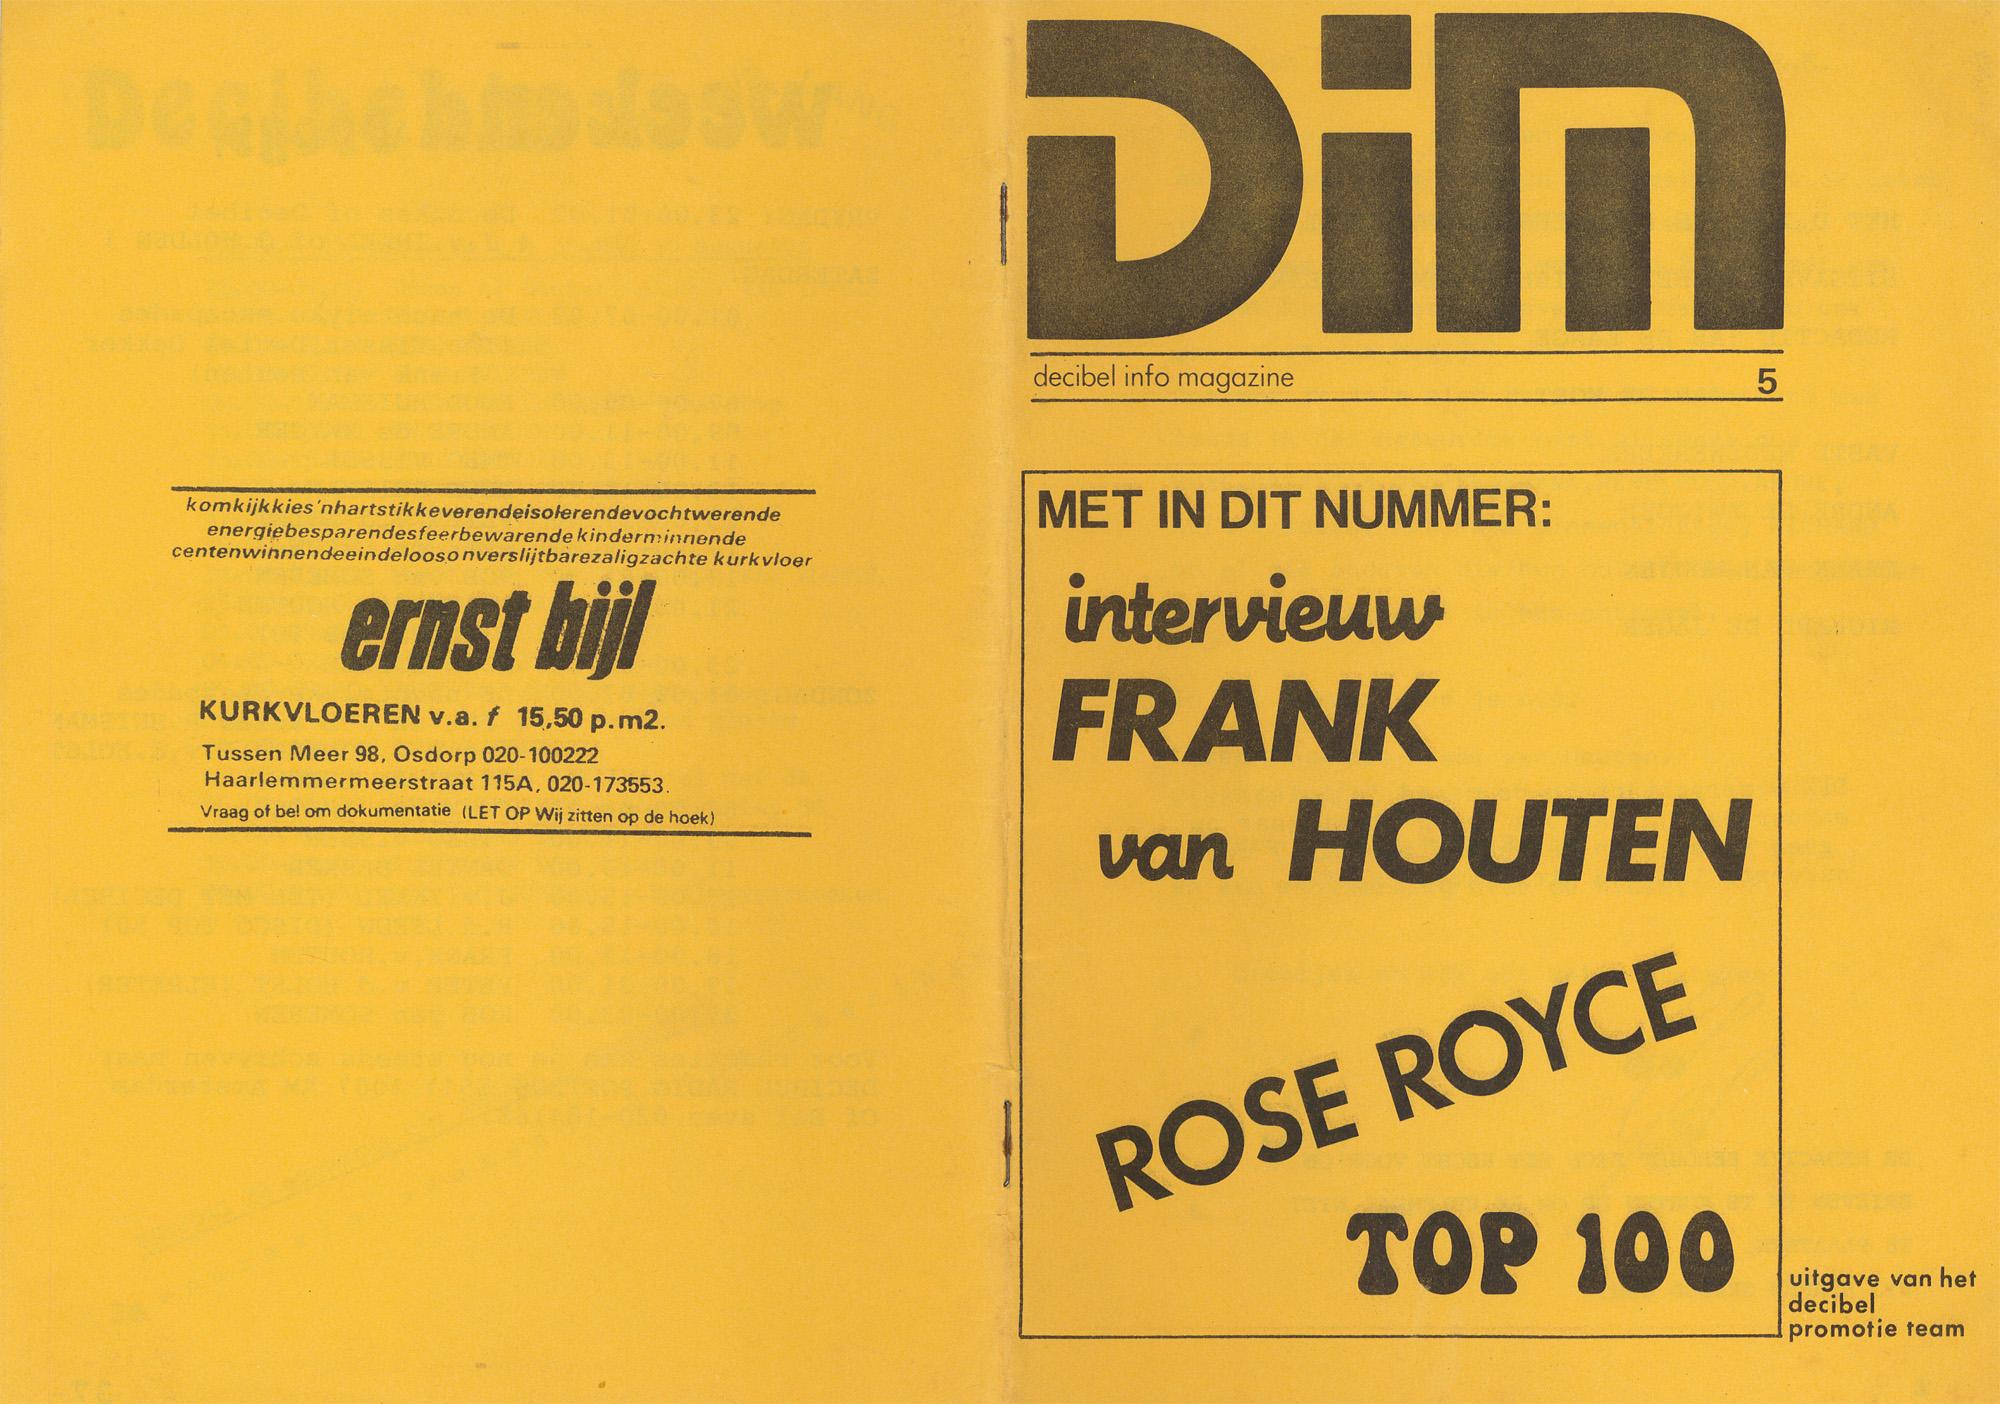 komkijkkies'nhartstikkeverendeisolerendevochtwerende
energiebesparendesfeerbewarendekinderminnende
centenwinnendeeindeloosonverslijtbarezaligzachte kurkvloer
ernst bijl
KURKVLOEREN v.a. f 15,50 p.m2.
Tussen Meer 98, Osdorp 020-100222
Haarlemmermeerstraat 115A, 020-173553.
Vraag of bel om dokumentatie (LET OP Wij zitten op de hoek)
DiM
decibel info magazine 5
MET IN DIT NUMMER:
intervieuw
FRANK
van HOUTEN
ROSE ROYCE
TOP 100
uitgave van het
decibel
promotie team